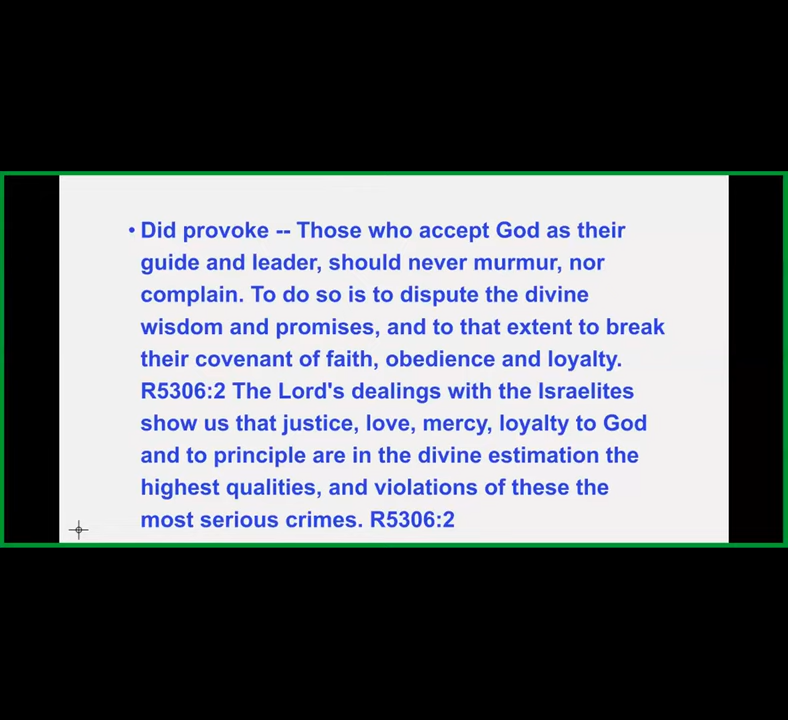 • Did provoke -- Those who accept God as their
guide and leader, should never murmur, nor
complain. To do so is to dispute the divine
wisdom and promises, and to that extent to break
their covenant of faith, obedience and loyalty.
R5306:2 The Lord's dealings with the Israelites
show us that justice, love, mercy, loyalty to God
and to principle are in the divine estimation the
highest qualities, and violations of these the
most serious crimes. R5306:2